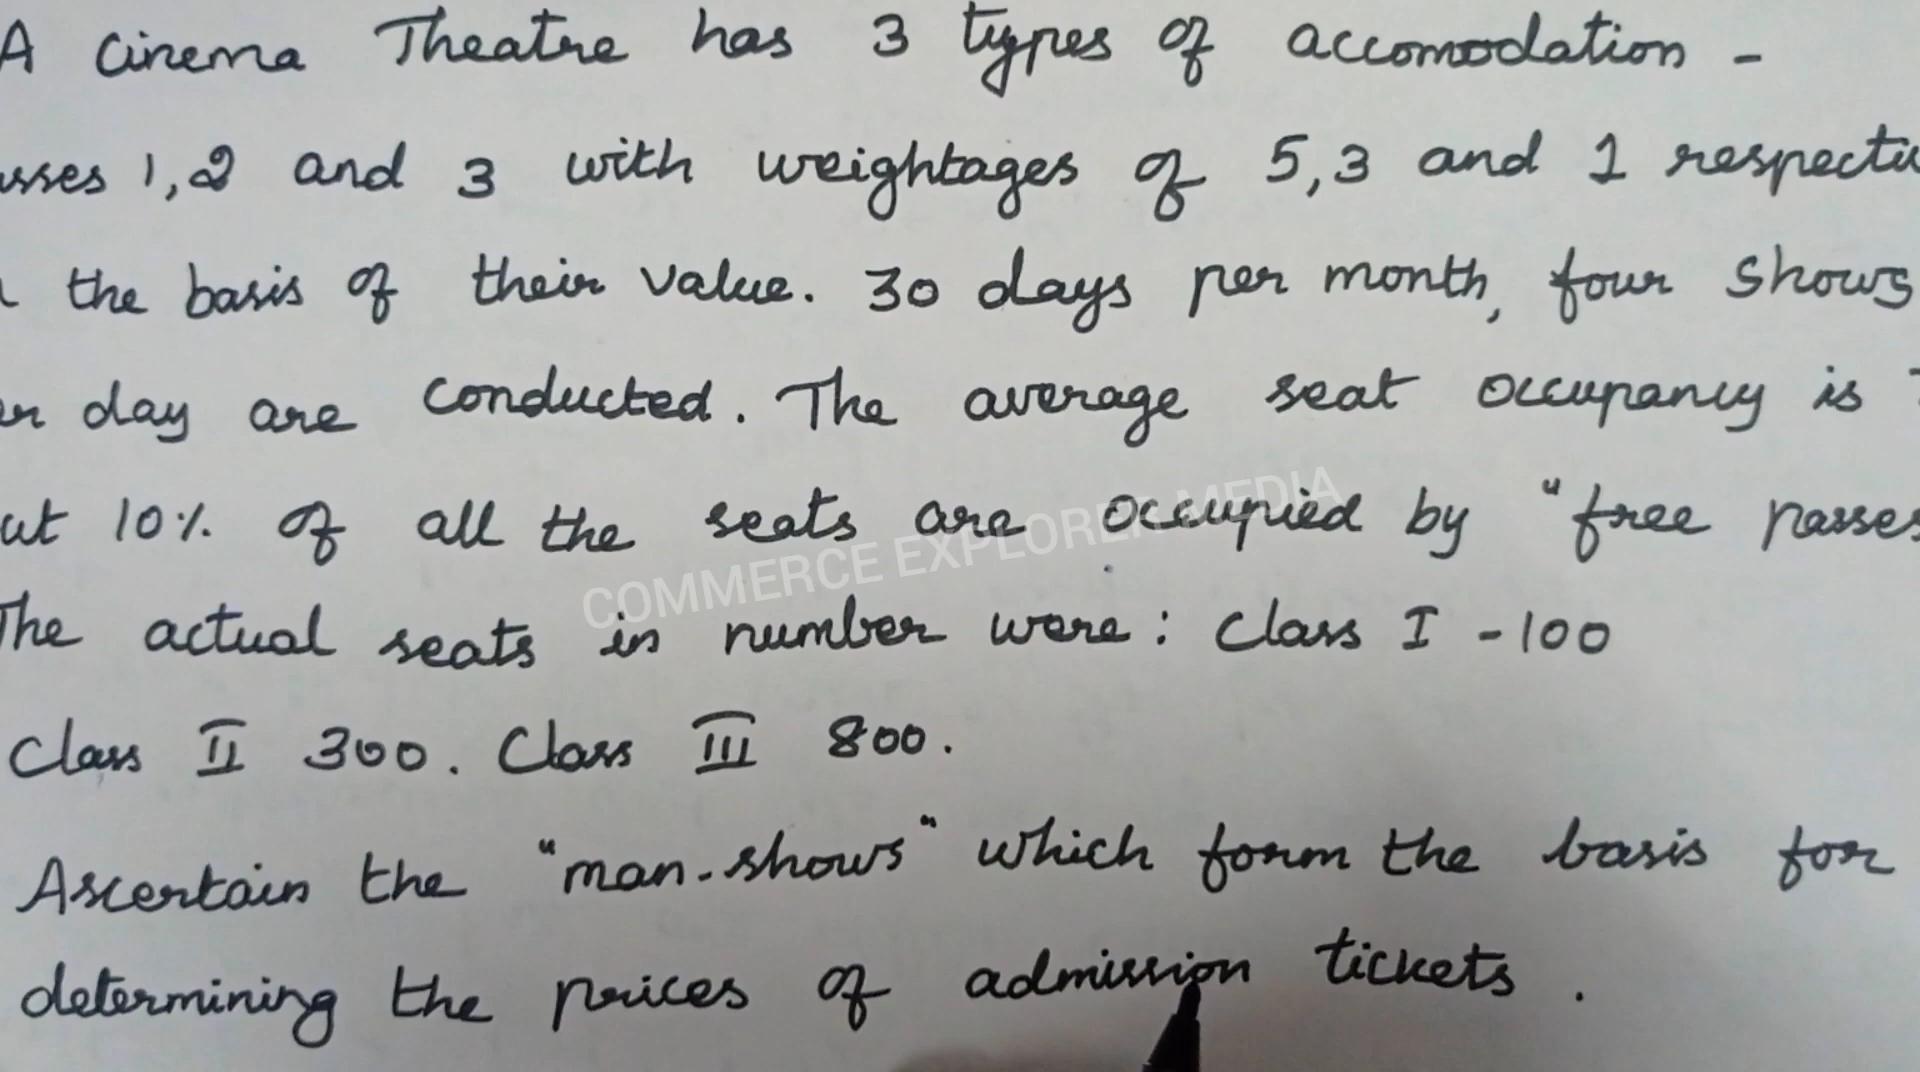 A Cinema Theatre has 3 types of accomodation -
sses 1,2 and 3 with weightages of 5,3 and 1 respecti
the basis of their value. 30 days per month, four shows
day are conducted. The average seat occupancy is
ut 10% of all the seats are occupied by "free passes
The actual seats in number were: Class I - 100
Class II 300. Class III 800.
Ascertain the "man-shows" which form the basis for
determining the prices of admission tickets.
COMMERCE EXPLORER MEDIA